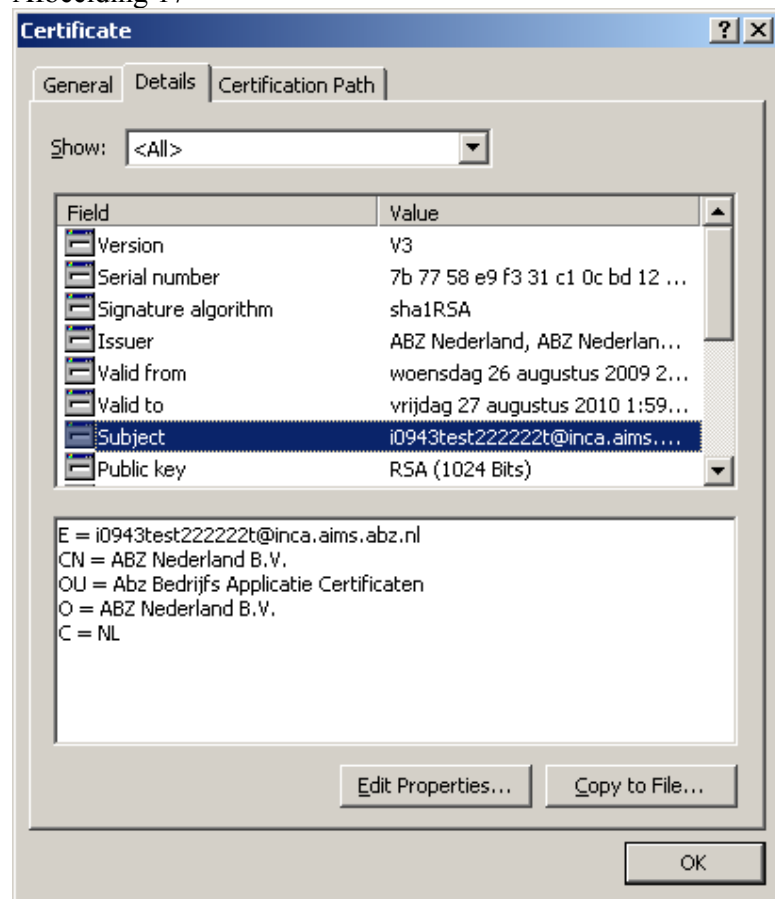 Certificate
General Details Certification Path
Show: <All>
Field Value
Version V3
Serial number 7b 77 58 e9 f3 31 c1 0c bd 12 ...
Signature algorithm sha1RSA
Issuer ABZ Nederland, ABZ Nederlan...
Valid from woensdag 26 augustus 2009 2...
Valid to vrijdag 27 augustus 2010 1:59...
Subject i0943test222222t@inca.aims....
Public key RSA (1024 Bits)
E = i0943test222222t@inca.aims.abz.nl
CN = ABZ Nederland B.V.
OU = Abz Bedrijfs Applicatie Certificaten
O = ABZ Nederland B.V.
C = NL
Edit Properties... Copy to File...
OK